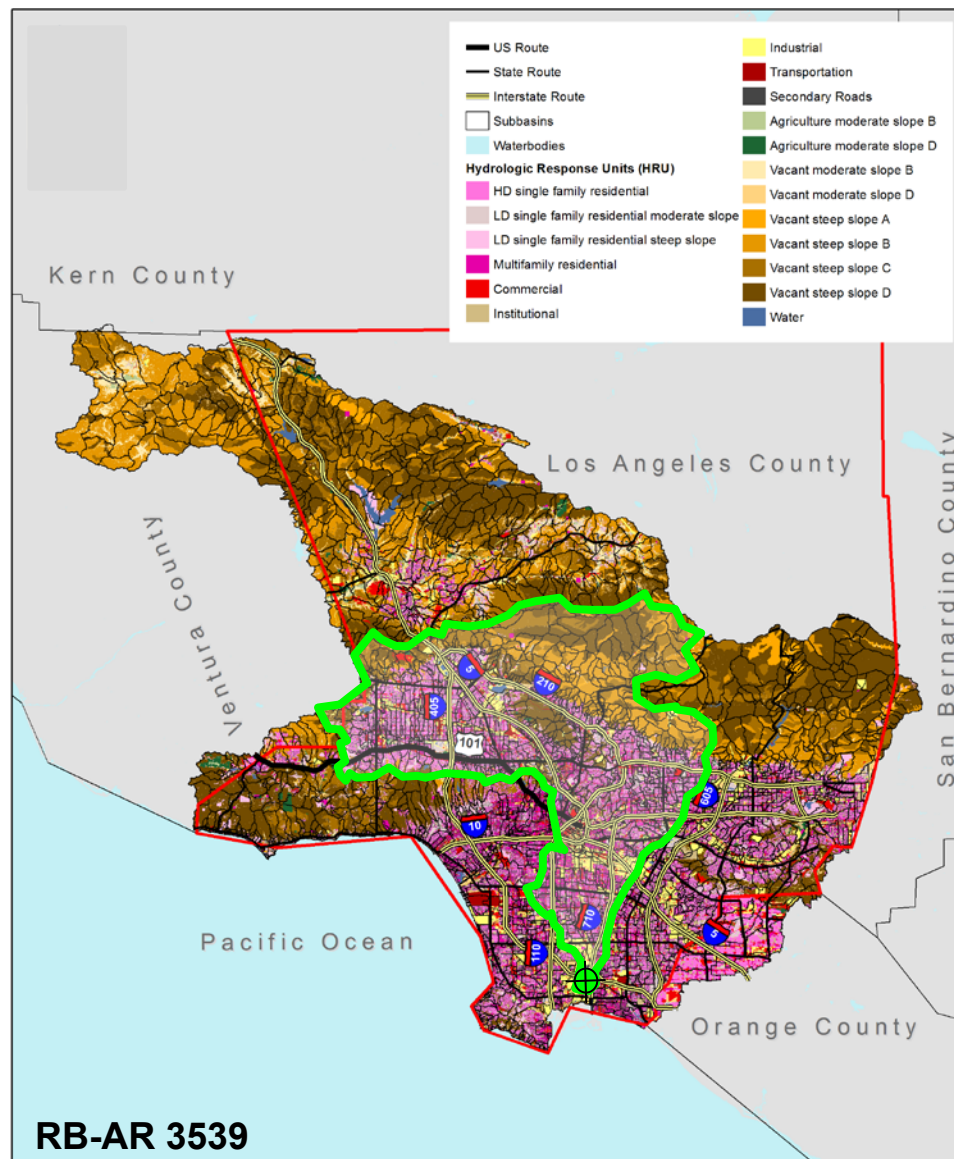 US Route
State Route
Interstate Route
Subbasins
Waterbodies
Hydrologic Response Units (HRU)
HD single family residential
LD single family residential moderate slope
LD single family residential steep slope
Multifamily residential
Commercial
Institutional
Industrial
Transportation
Secondary Roads
Agriculture moderate slope B
Agriculture moderate slope D
Vacant moderate slope B
Vacant moderate slope D
Vacant steep slope A
Vacant steep slope B
Vacant steep slope C
Vacant steep slope D
Water
Kern County
Los Angeles County
San Bernardino County
Ventura County
5
210
405
101
605
10
710
110
5
Pacific Ocean
Orange County
RB-AR 3539